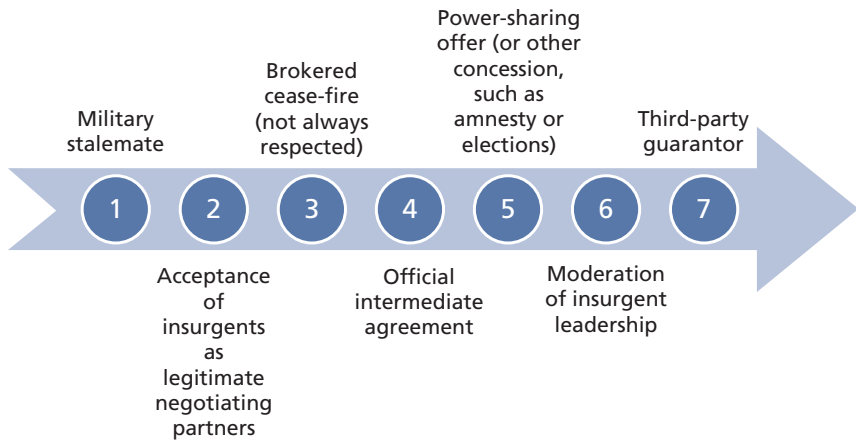 Military
stalemate
1
Acceptance
of
insurgents
as
legitimate
negotiating
partners
2
Brokered
cease-fire
(not always
respected)
3
Official
intermediate
agreement
4
Power-sharing
offer (or other
concession,
such as
amnesty or
elections)
5
Moderation
of insurgent
leadership
6
Third-party
guarantor
7